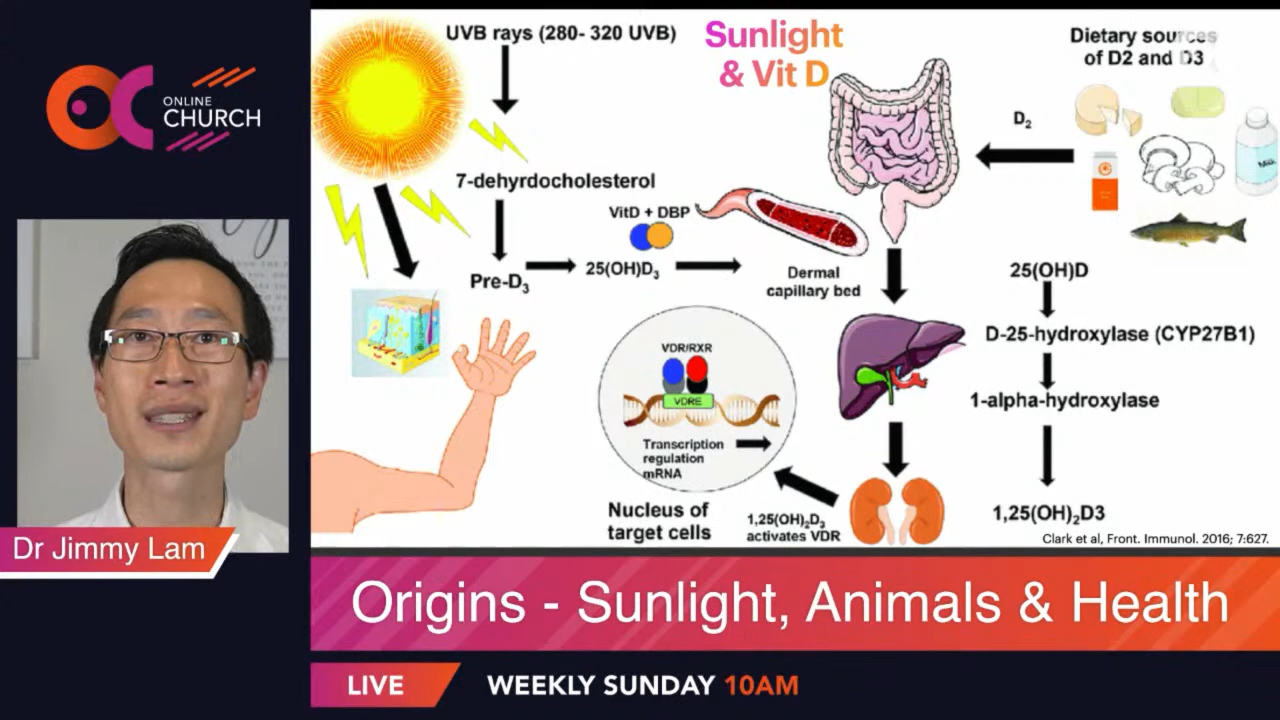 ONLINE
CHURCH
Dr Jimmy Lam
UVB rays (280- 320 UVB)
Sunlight
& Vit D
Dietary sources
of D2 and D3
D2
7-dehyrdocholesterol
VitD + DBP
Pre-D3
25(OH)D3
Dermal
capillary bed
25(OH)D
D-25-hydroxylase (CYP27B1)
1-alpha-hydroxylase
1,25(OH)2D3
VDR/RXR
VDRE
Transcription
regulation
mRNA
Nucleus of
target cells
1,25(OH)2D3
activates VDR
Clark et al, Front. Immunol. 2016; 7:627.
Origins - Sunlight, Animals & Health
LIVE
WEEKLY SUNDAY 10AM